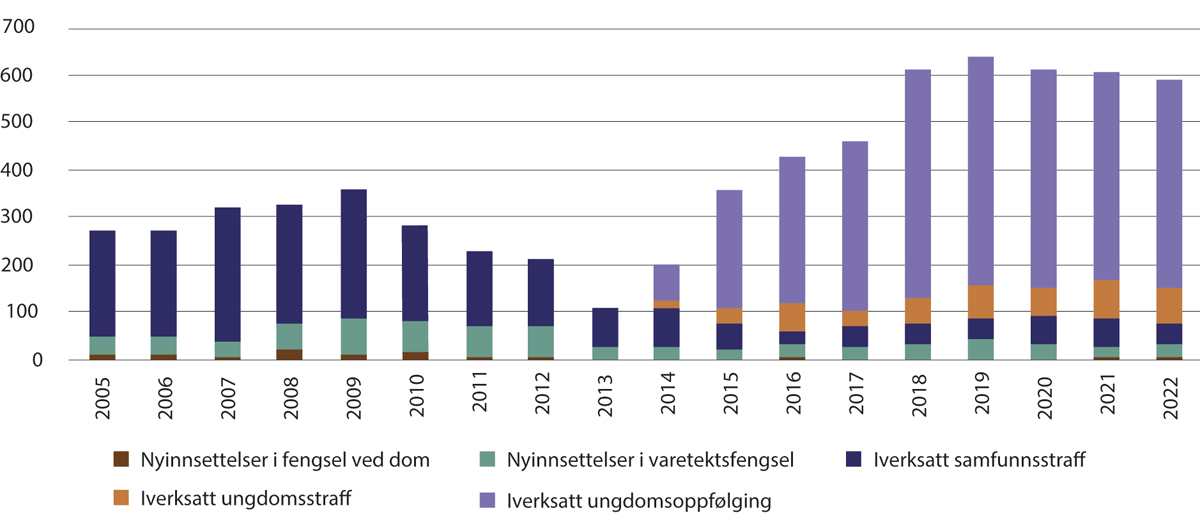 700
600
500
400
300
200
100
0
2005 2006 2007 2008 2009 2010 2011 2012 2013 2014 2015 2016 2017 2018 2019 2020 2021 2022
Nyinnsettelser i fengsel ved dom Nyinnsettelser i varetektsfengsel Iverksatt samfunnsstraff
Iverksatt ungdomsstraff Iverksatt ungdomsoppfølging